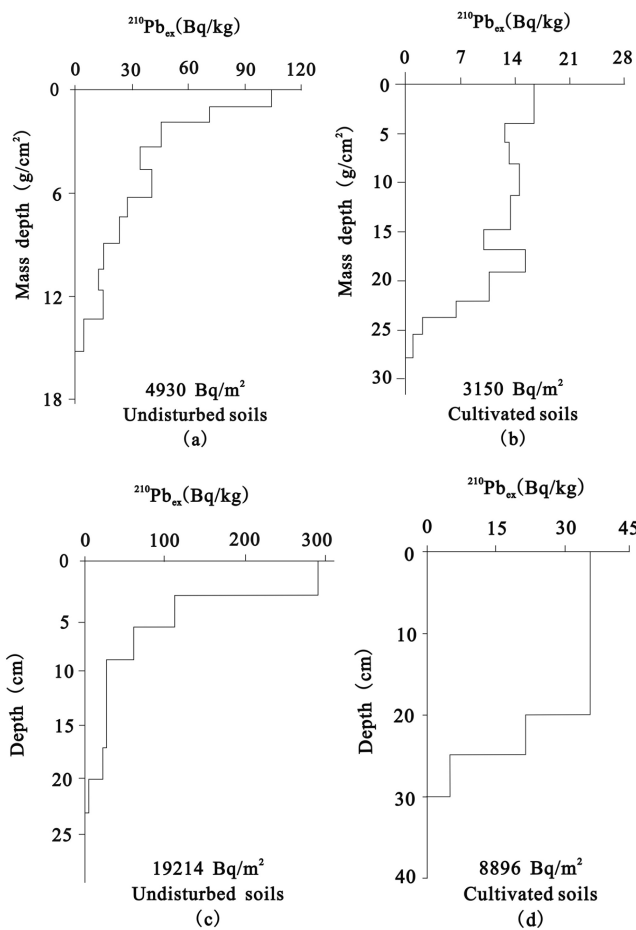 ²¹⁰Pbₑₓ(Bq/kg)
0 30 60 90 120
0
6
12
18
Mass depth (g/cm²)
4930 Bq/m²
Undisturbed soils
(a)
²¹⁰Pbₑₓ(Bq/kg)
0 7 14 21 28
0
5
10
15
20
25
30
Mass depth (g/cm²)
3150 Bq/m²
Cultivated soils
(b)
²¹⁰Pbₑₓ(Bq/kg)
0 100 200 300
0
5
10
15
20
25
Depth (cm)
19214 Bq/m²
Undisturbed soils
(c)
²¹⁰Pbₑₓ(Bq/kg)
0 15 30 45
0
10
20
30
40
Depth (cm)
8896 Bq/m²
Cultivated soils
(d)